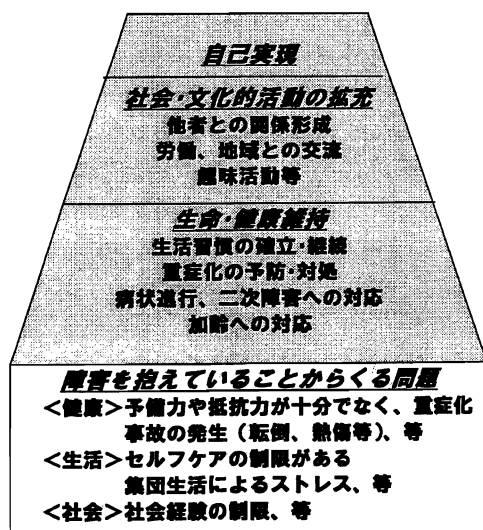 自己実現
社会・文化的活動の拡充
他者との関係形成
労働、地域との交流
趣味活動等
生命・健康維持
生活習慣の確立・継続
重症化の予防・対処
病状進行、二次障害への対応
加齢への対応
障害を抱えていることからくる問題
<健康>予備力や抵抗力が十分でなく、重症化
事故の発生（転倒、熱傷等）、等
<生活>セルフケアの制限がある
集団生活によるストレス、等
<社会>社会経験の制限、等